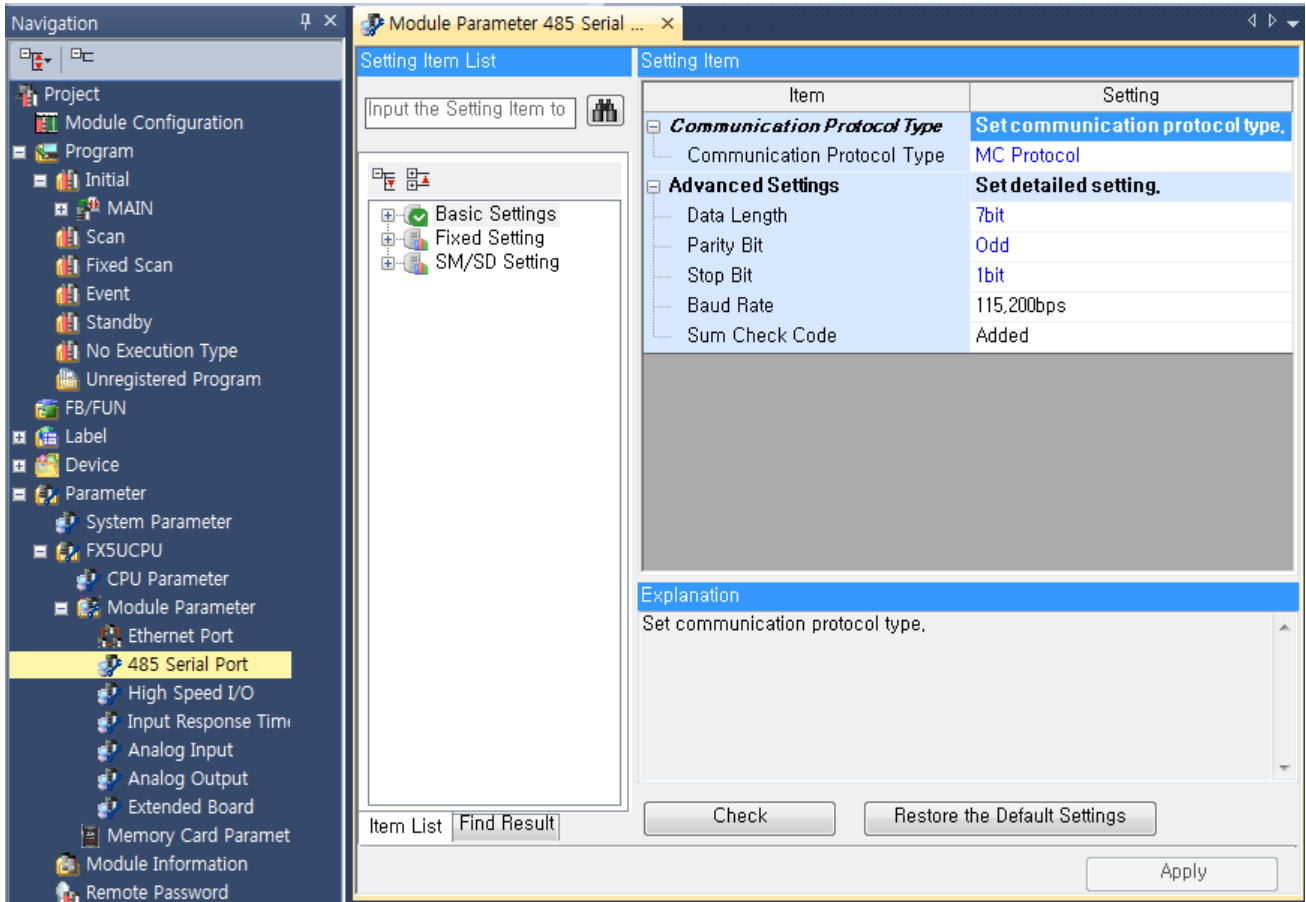 Navigation
Project
Module Configuration
Program
Initial
MAIN
Scan
Fixed Scan
Event
Standby
No Execution Type
Unregistered Program
FB/FUN
Label
Device
Parameter
System Parameter
FX5UCPU
CPU Parameter
Module Parameter
Ethernet Port
485 Serial Port
High Speed I/O
Input Response Time
Analog Input
Analog Output
Extended Board
Memory Card Paramet
Module Information
Remote Password
Module Parameter 485 Serial ...
Setting Item List
Input the Setting Item to
Basic Settings
Fixed Setting
SM/SD Setting
Item List Find Result
Setting Item
Item Setting
Communication Protocol Type Set communication protocol type.
Communication Protocol Type MC Protocol
Advanced Settings Set detailed setting.
Data Length 7bit
Parity Bit Odd
Stop Bit 1bit
Baud Rate 115,200bps
Sum Check Code Added
Explanation
Set communication protocol type.
Check Restore the Default Settings
Apply